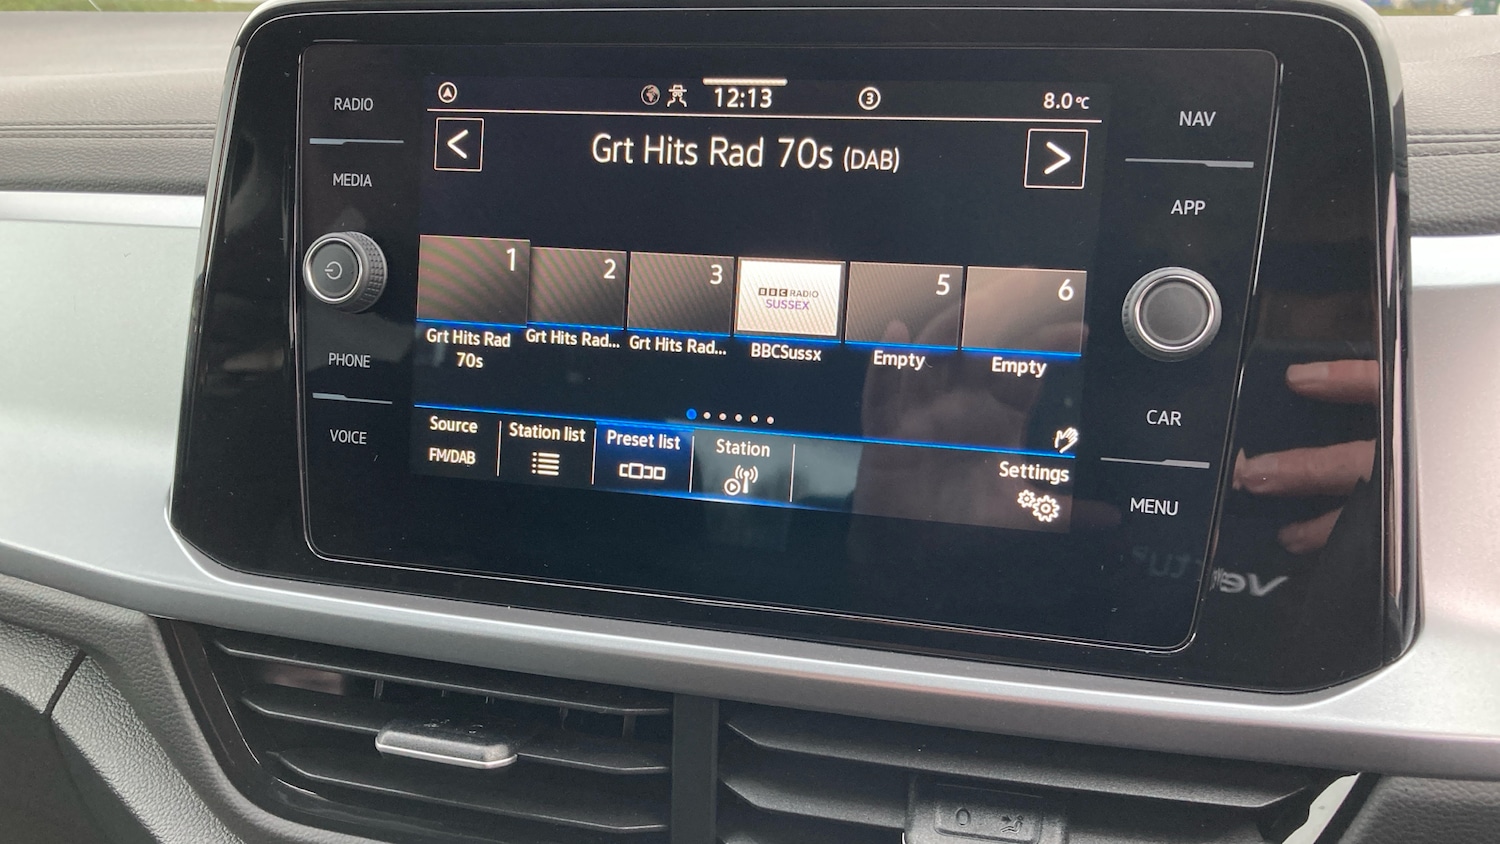 RADIO
MEDIA
PHONE
VOICE
12:13
3
8.0°C
<
Grt Hits Rad 70s (DAB)
>
1
2
3
BBC RADIO
SUSSEX
5
6
Grt Hits Rad
70s
Grt Hits Rad...
Grt Hits Rad...
BBCSussx
Empty
Empty
Source
FM/DAB
Station list
Preset list
Station
Settings
NAV
APP
CAR
MENU